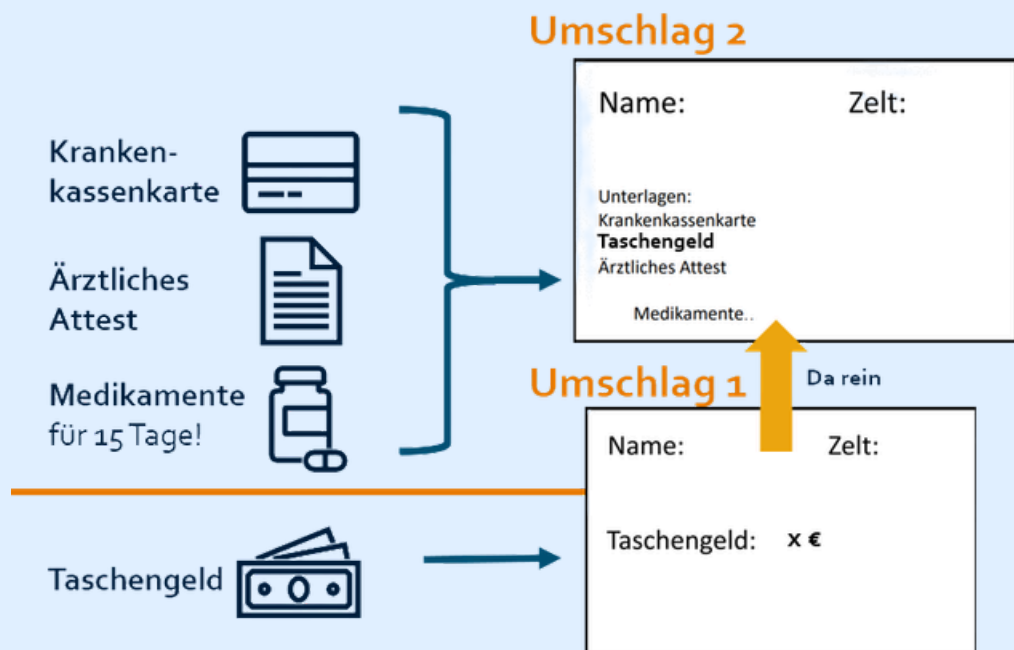 Umschlag 2
Name: Zelt:
Kranken-
kassenkarte
Unterlagen:
Krankenkassenkarte
Taschengeld
Ärztliches Attest
Ärztliches
Attest
Medikamente..
Umschlag 1
Da rein
Medikamente
für 15 Tage!
Name: Zelt:
Taschengeld: x €
Taschengeld